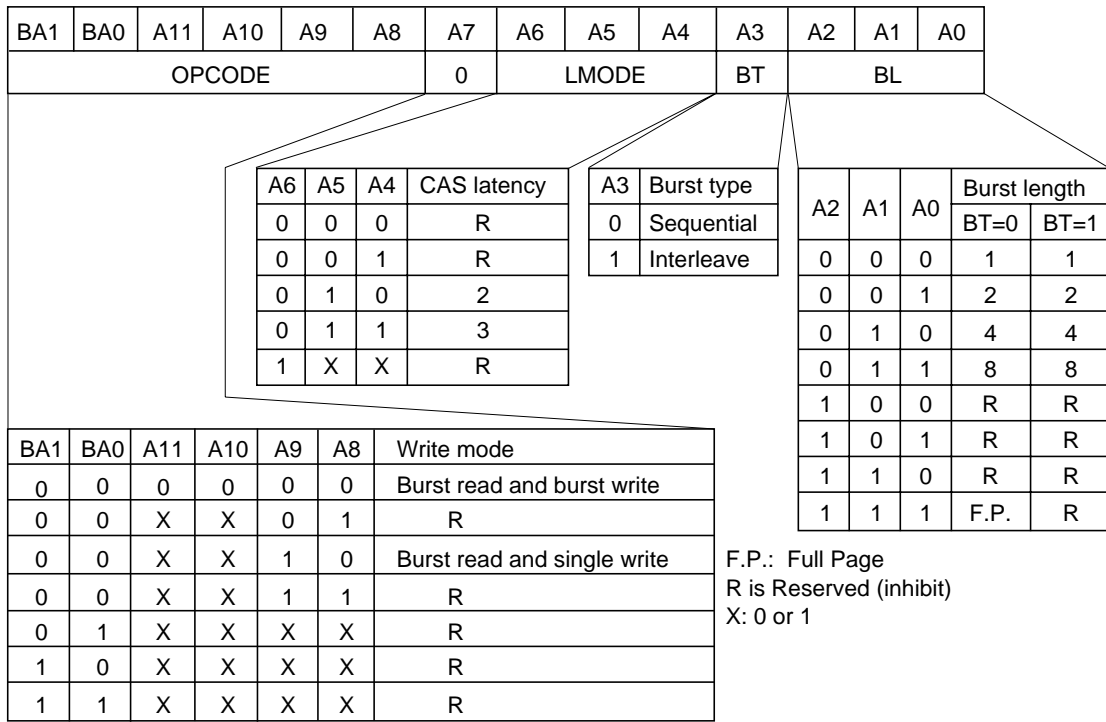 BA1 BA0 A11 A10 A9 A8 A7 A6 A5 A4 A3 A2 A1 A0
OPCODE 0 LMODE BT BL
A6 A5 A4 CAS latency
0 0 0 R
0 0 1 R
0 1 0 2
0 1 1 3
1 X X R
A3 Burst type
0 Sequential
1 Interleave
A2 A1 A0 Burst length
BT=0 BT=1
0 0 0 1 1
0 0 1 2 2
0 1 0 4 4
0 1 1 8 8
1 0 0 R R
1 0 1 R R
1 1 0 R R
1 1 1 F.P. R
BA1 BA0 A11 A10 A9 A8 Write mode
0 0 0 0 0 0 Burst read and burst write
0 0 X X 0 1 R
0 0 X X 1 0 Burst read and single write
0 0 X X 1 1 R
0 1 X X X X R
1 0 X X X X R
1 1 X X X X R
F.P.: Full Page
R is Reserved (inhibit)
X: 0 or 1